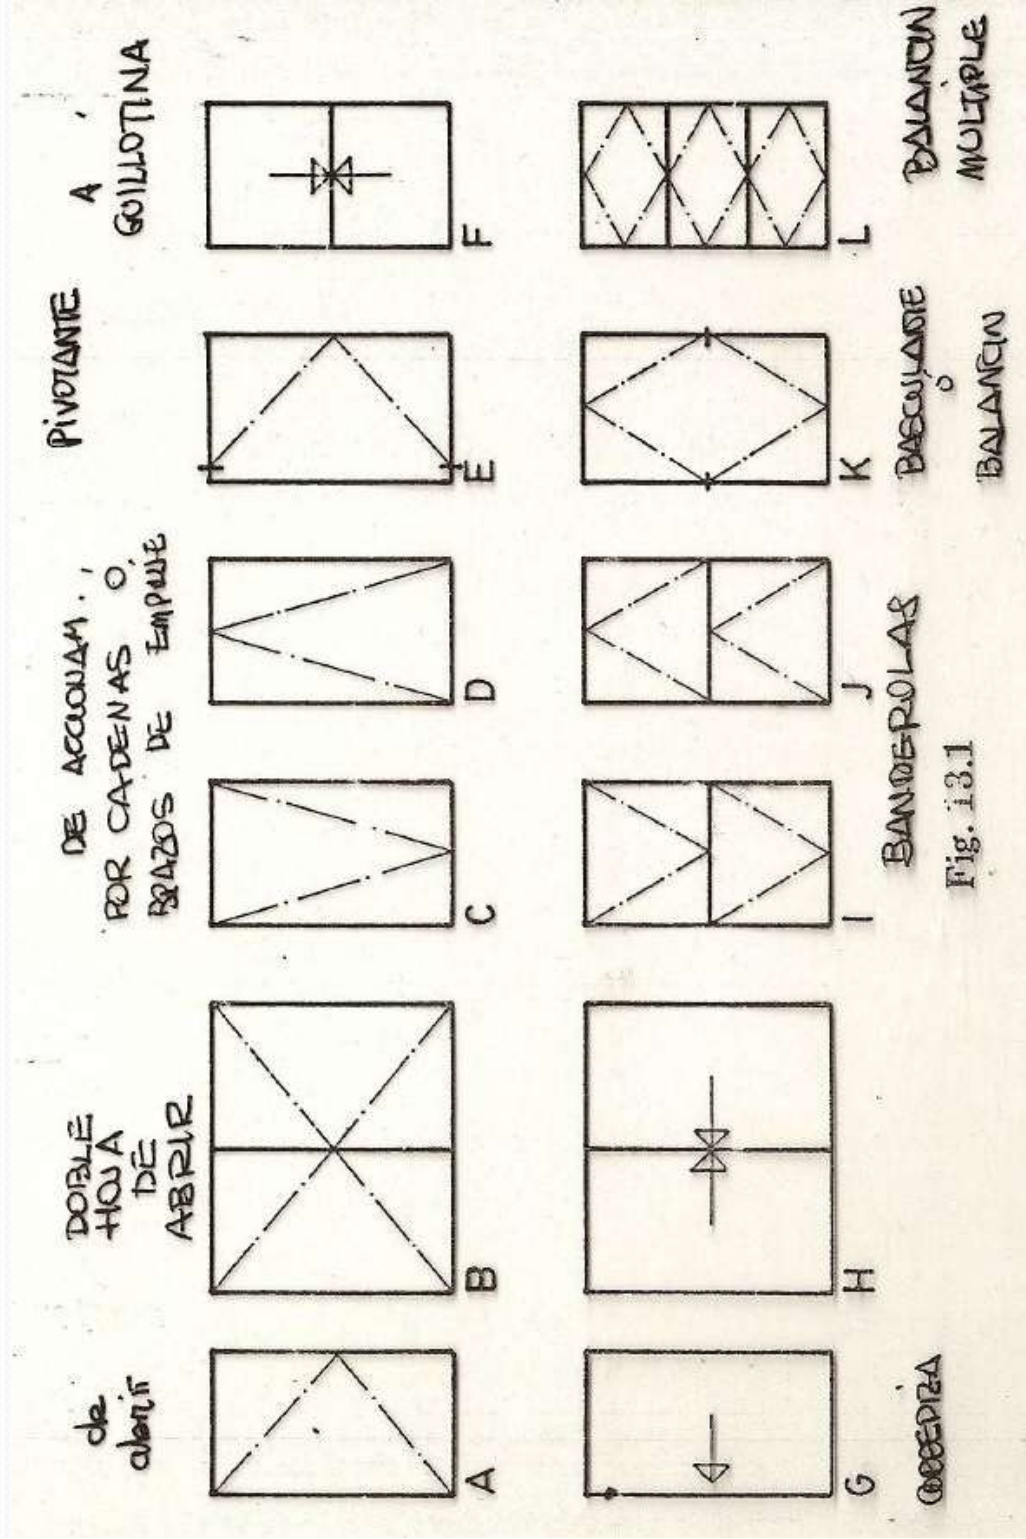 de
abrir
DOBLE
HOJA
DE
ABRIR
DE ACCIONAM.
POR CADENAS Ó
BRAZOS DE EMPUJE
PIVOTANTE
A
GUILLOTINA
A
B
C
D
E
F
G
H
I
J
K
L
CORREDIZA
BANDEROLAS
BASCULANTE
Ó
BALANCIN
BALANCIN
MULTIPLE
Fig. 13.1